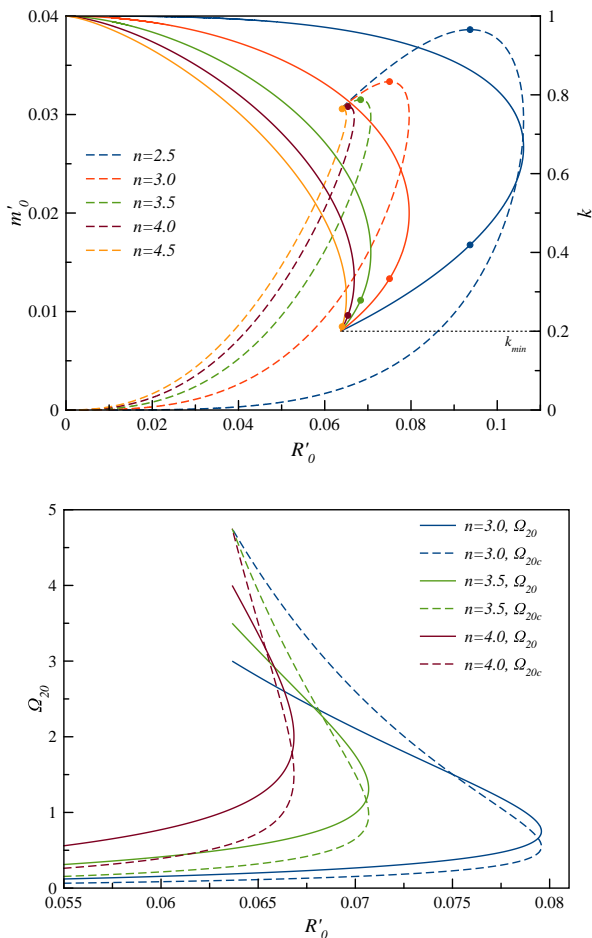 0.04
0.03
0.02
0.01
0
m'₀
1
0.8
0.6
0.4
0.2
0
k
n=2.5
n=3.0
n=3.5
n=4.0
n=4.5
k_min
0 0.02 0.04 0.06 0.08 0.1
R'₀
5
4
3
2
1
0
Ω₂₀
n=3.0, Ω₂₀
n=3.0, Ω₂₀c
n=3.5, Ω₂₀
n=3.5, Ω₂₀c
n=4.0, Ω₂₀
n=4.0, Ω₂₀c
0.055 0.06 0.065 0.07 0.075 0.08
R'₀